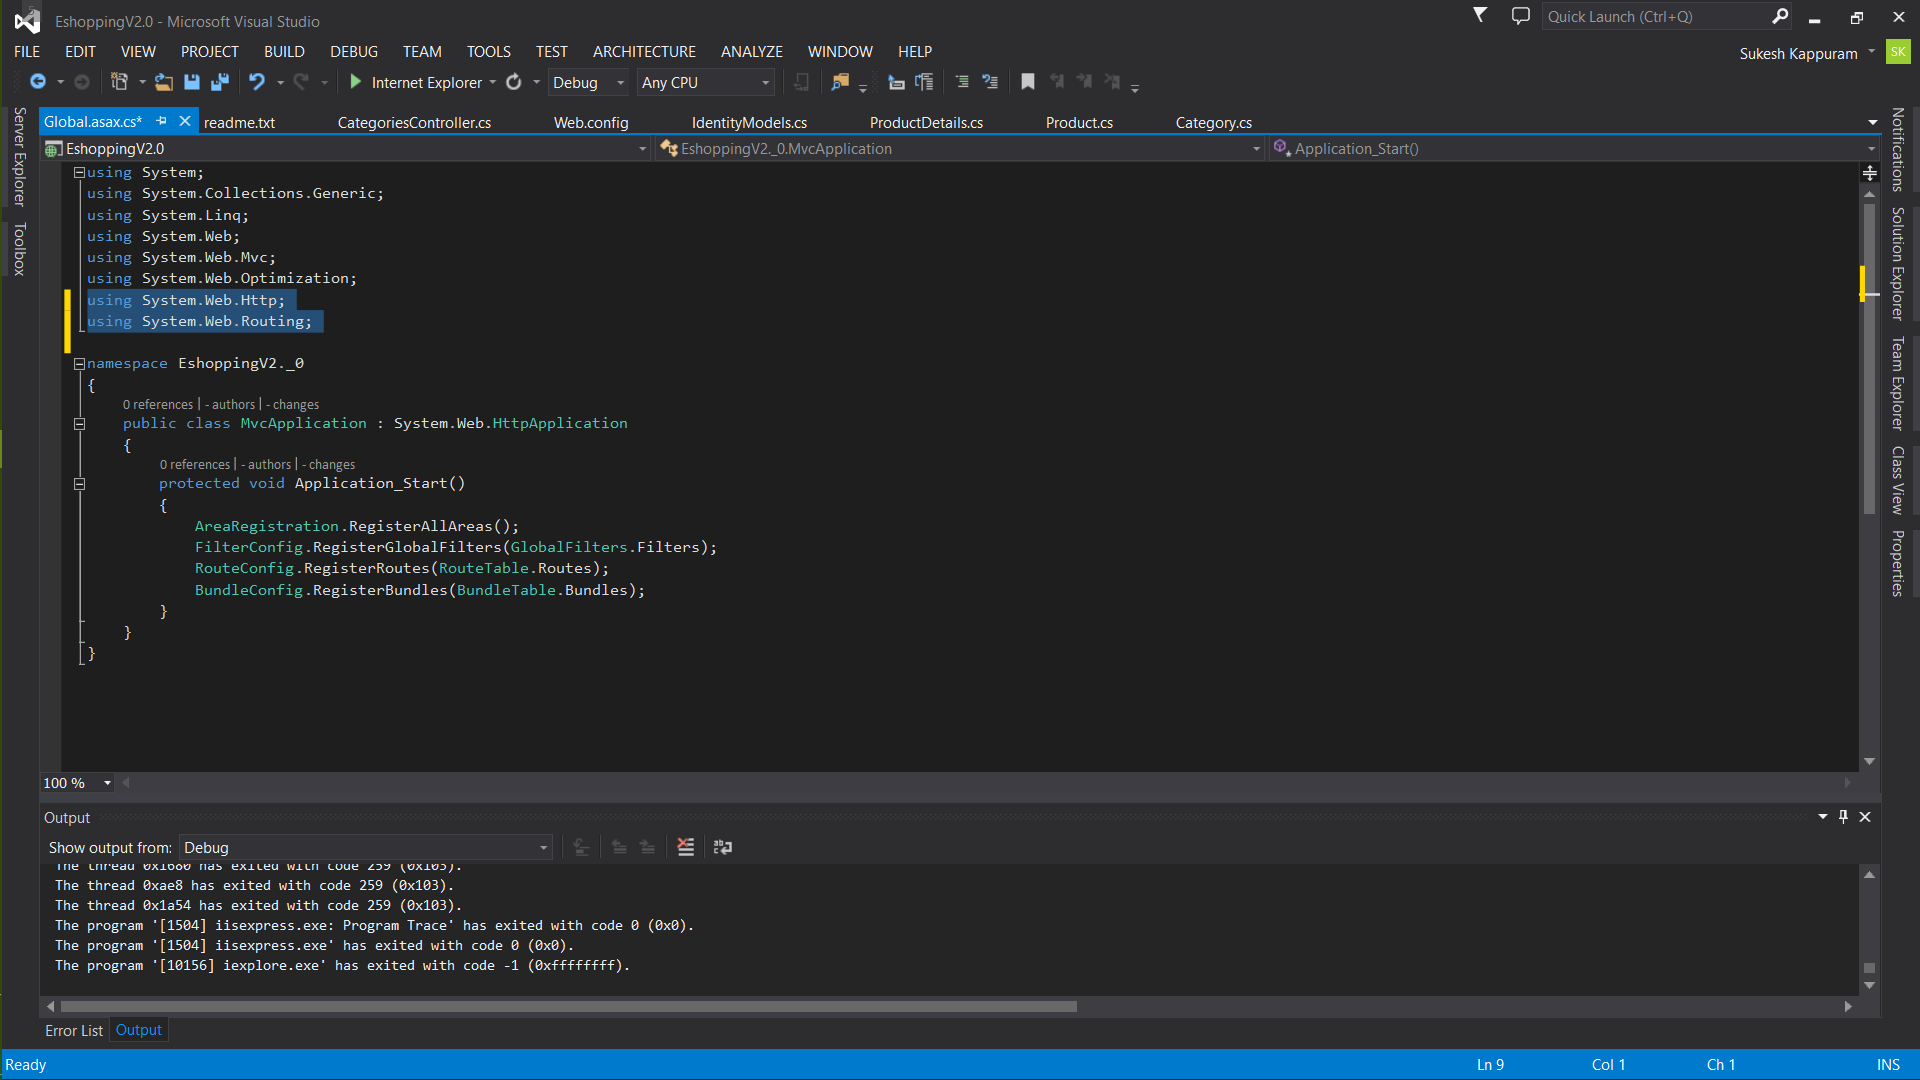 EshoppingV2.0 - Microsoft Visual Studio
Quick Launch (Ctrl+Q)
FILE EDIT VIEW PROJECT BUILD DEBUG TEAM TOOLS TEST ARCHITECTURE ANALYZE WINDOW HELP
Sukesh Kappuram SK
Internet Explorer Debug Any CPU
Server Explorer
Toolbox
Global.asax.cs* readme.txt CategoriesController.cs Web.config IdentityModels.cs ProductDetails.cs Product.cs Category.cs
EshoppingV2.0 EshoppingV2._0.MvcApplication Application_Start()
using System;
using System.Collections.Generic;
using System.Linq;
using System.Web;
using System.Web.Mvc;
using System.Web.Optimization;
using System.Web.Http;
using System.Web.Routing;
namespace EshoppingV2._0
{
0 references | - authors | - changes
public class MvcApplication : System.Web.HttpApplication
{
0 references | - authors | - changes
protected void Application_Start()
{
AreaRegistration.RegisterAllAreas();
FilterConfig.RegisterGlobalFilters(GlobalFilters.Filters);
RouteConfig.RegisterRoutes(RouteTable.Routes);
BundleConfig.RegisterBundles(BundleTable.Bundles);
}
}
}
Notifications
Solution Explorer
Team Explorer
Class View
Properties
100 %
Output
Show output from: Debug
The thread 0x1680 has exited with code 259 (0x103).
The thread 0xae8 has exited with code 259 (0x103).
The thread 0x1a54 has exited with code 259 (0x103).
The program '[1504] iisexpress.exe: Program Trace' has exited with code 0 (0x0).
The program '[1504] iisexpress.exe' has exited with code 0 (0x0).
The program '[10156] iexplore.exe' has exited with code -1 (0xffffffff).
Error List Output
Ready Ln 9 Col 1 Ch 1 INS